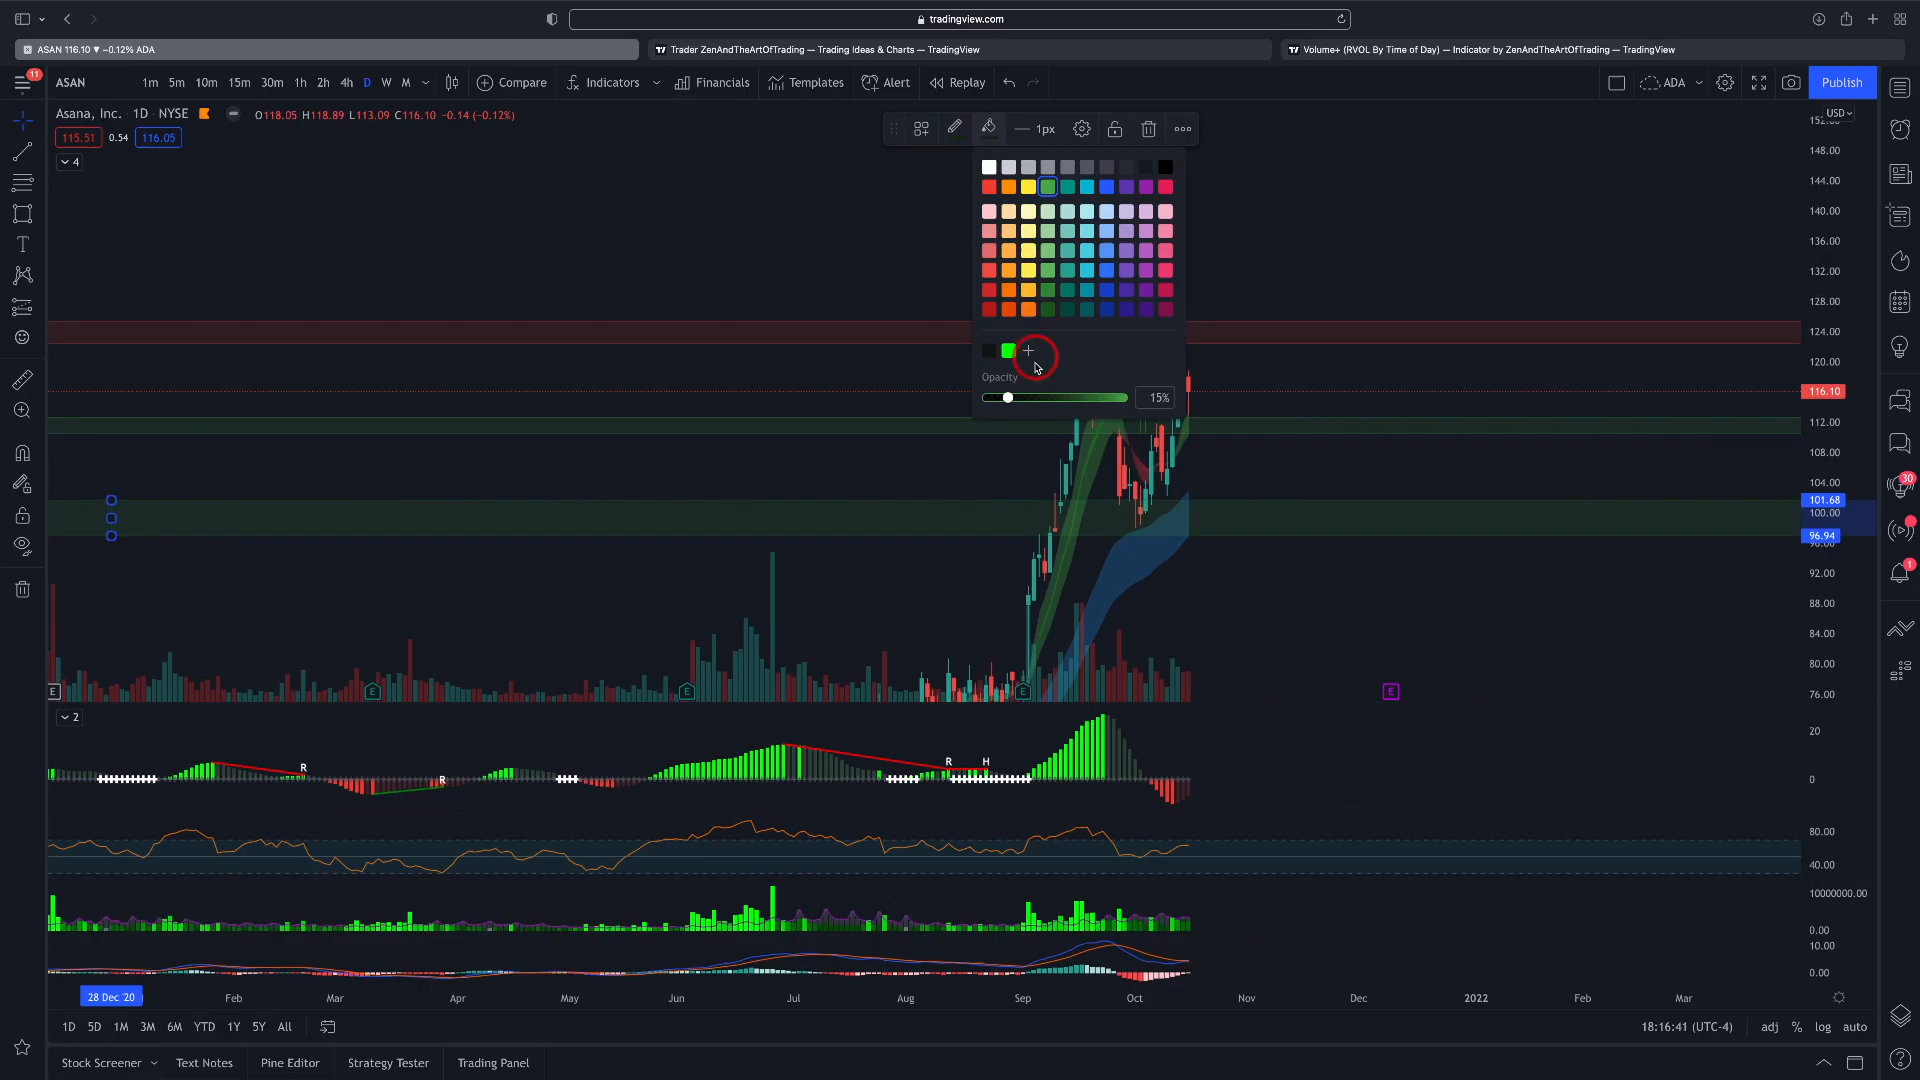 tradingview.com
ASAN 116.10 ▼ −0.12% ADA
Trader ZenAndTheArtOfTrading — Trading Ideas & Charts — TradingView
Volume+ (RVOL By Time of Day) — Indicator by ZenAndTheArtOfTrading — TradingView
11
ASAN 1m 5m 10m 15m 30m 1h 2h 4h D W M Compare Indicators Financials Templates Alert Replay ADA Publish
Asana, Inc. 1D NYSE O118.05 H118.89 L113.09 C116.10 −0.14 (−0.12%)
USD
115.51 0.54 116.05
1px
4
148.00
144.00
140.00
136.00
132.00
128.00
124.00
120.00
Opacity
15%
116.10
112.00
108.00
104.00
101.68
100.00
96.94
92.00
88.00
84.00
80.00
76.00
30
1
E E E E E
2
20
0
R R R H
80.00
40.00
10000000.00
0.00
10.00
0.00
28 Dec '20 Feb Mar Apr May Jun Jul Aug Sep Oct Nov Dec 2022 Feb Mar
1D 5D 1M 3M 6M YTD 1Y 5Y All 18:16:41 (UTC-4) adj % log auto
Stock Screener Text Notes Pine Editor Strategy Tester Trading Panel